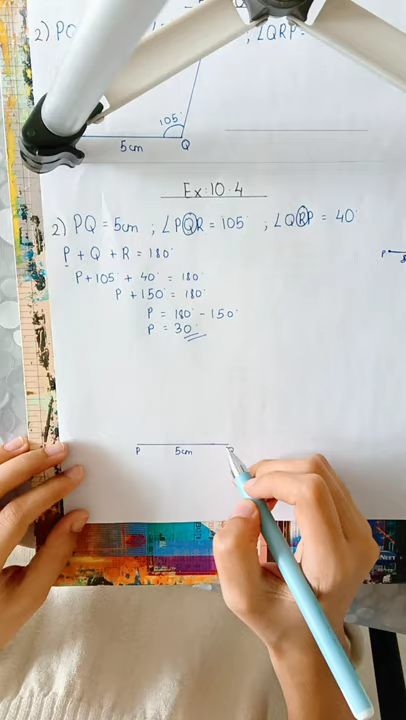 2) PQ ; ∠QRP =
105°
5cm Q
Ex:10.4
2) PQ = 5cm ; ∠PQR = 105° ; ∠QRP = 40°
P + Q + R = 180°
P + 105° + 40° = 180°
P + 150° = 180°
P = 180° - 150°
P = 30°
P
P 5cm